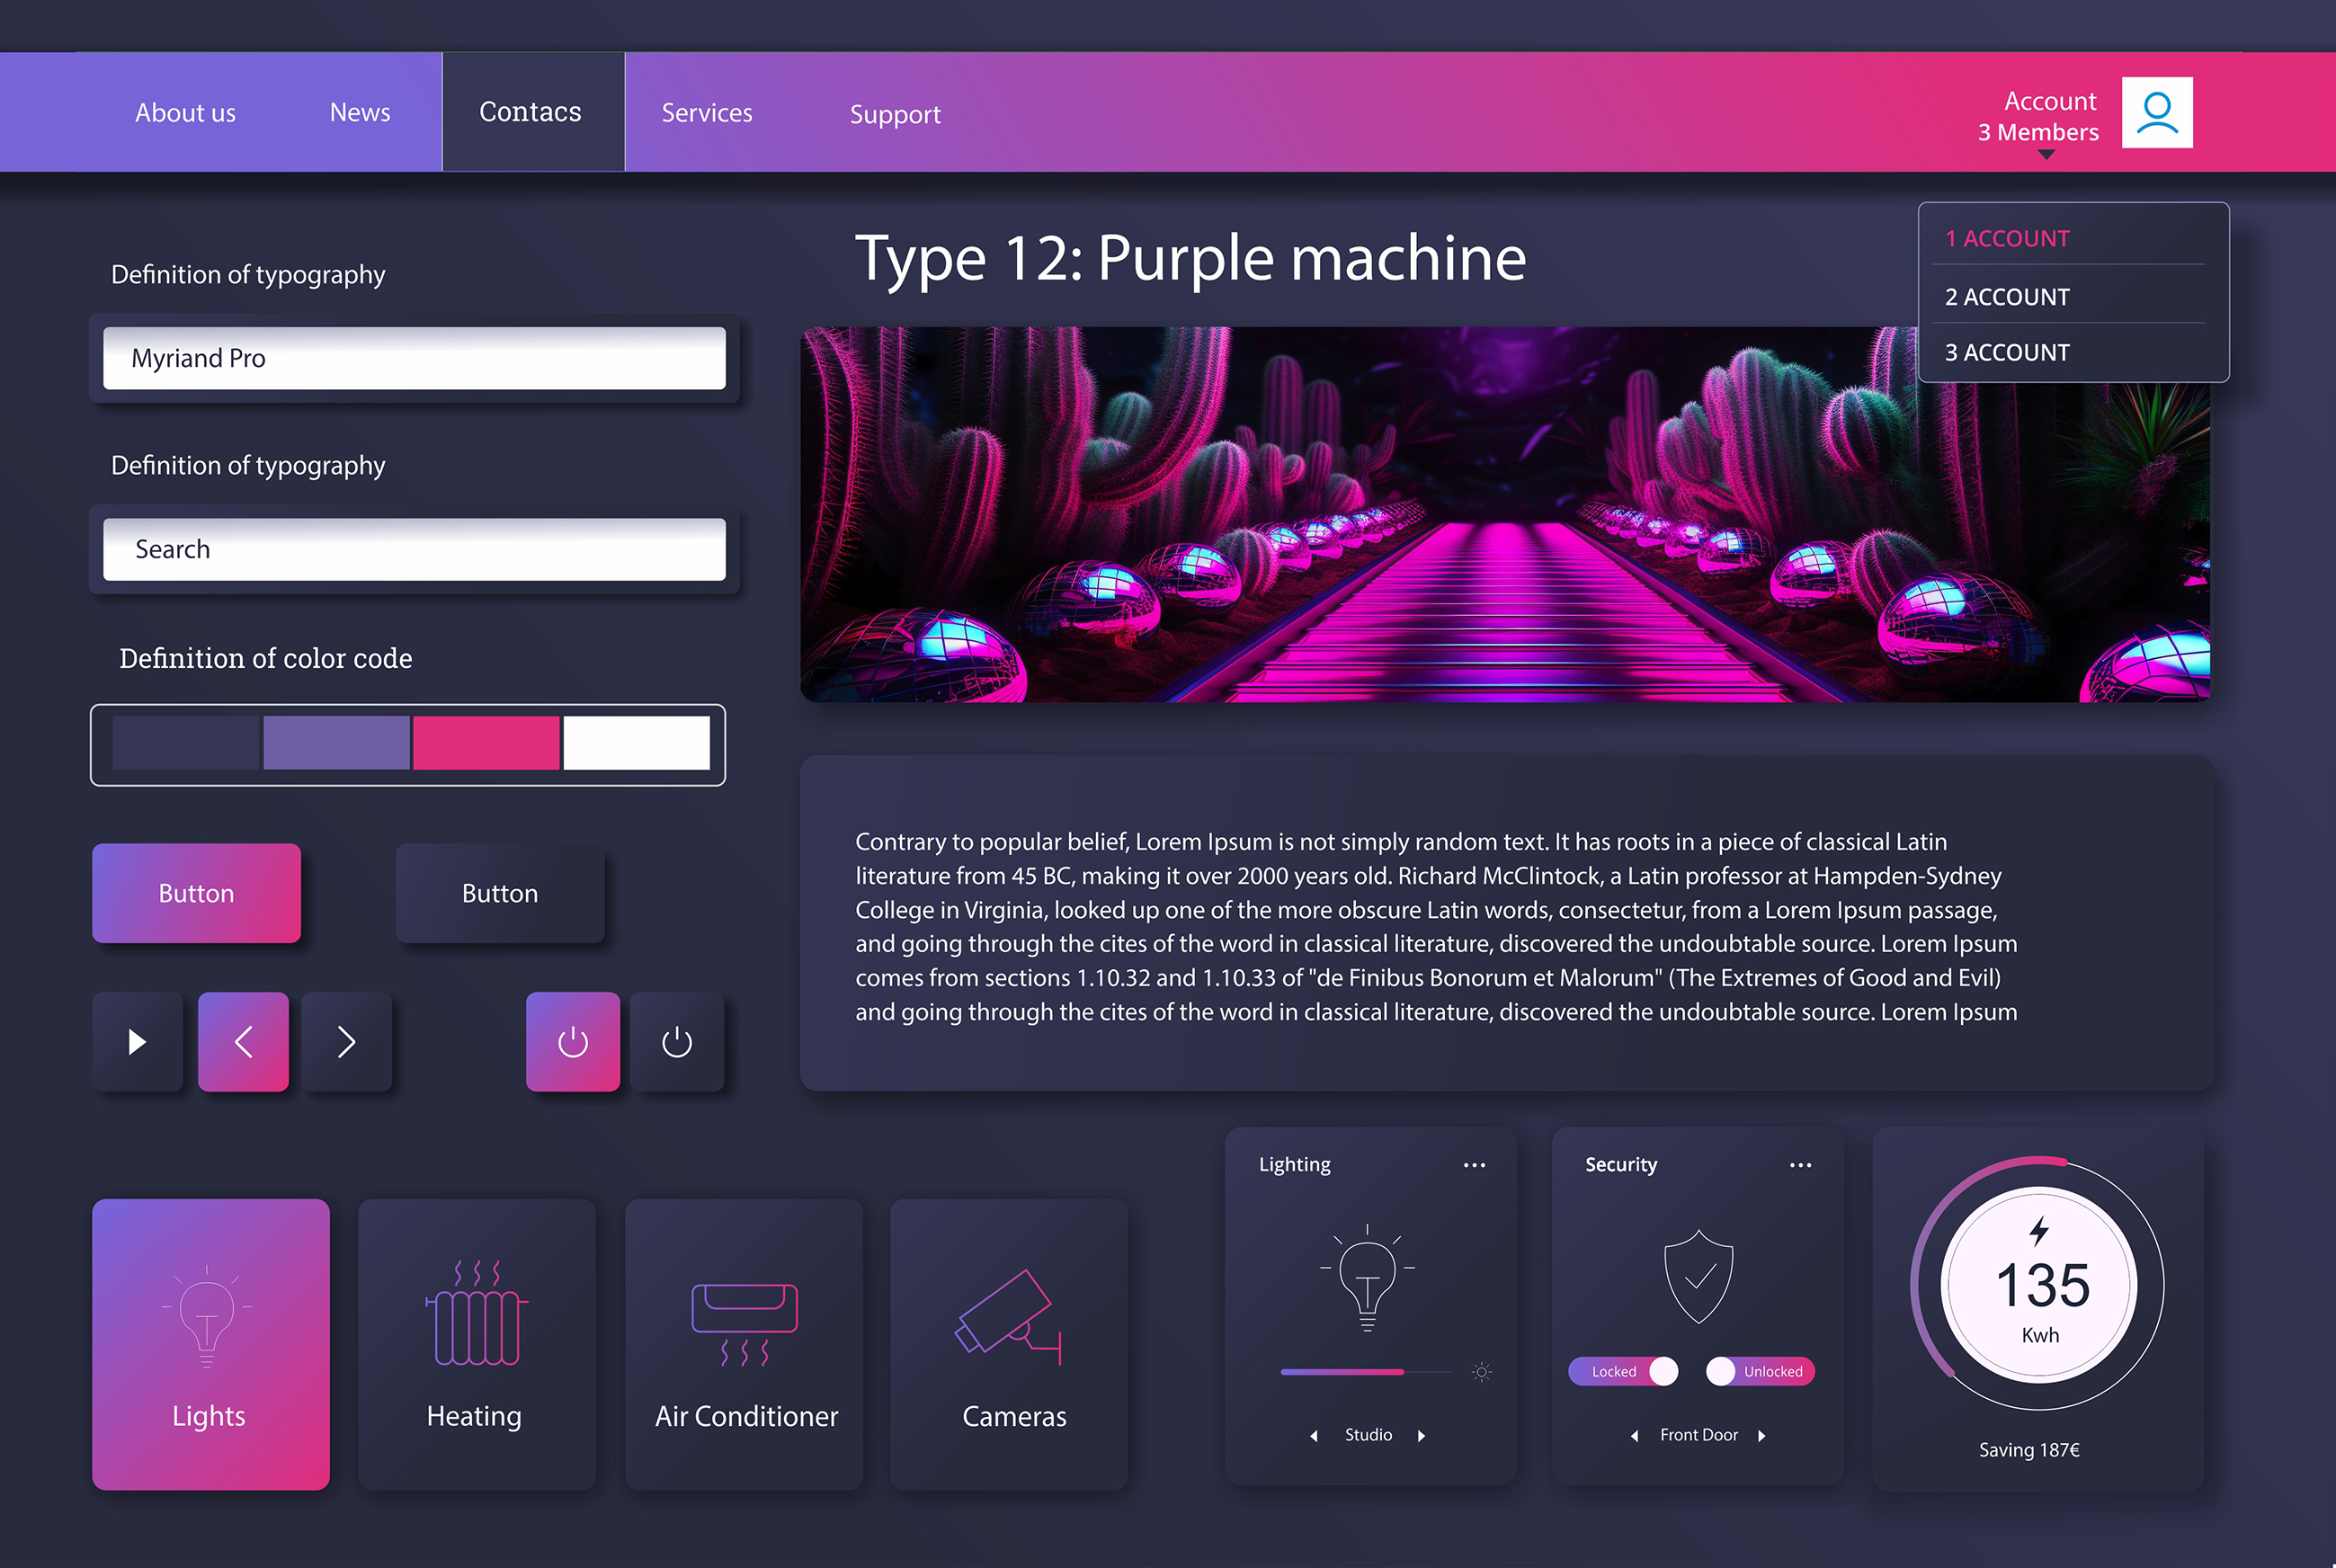 About us
News
Contacs
Services
Support
Account
3 Members
1 ACCOUNT
2 ACCOUNT
3 ACCOUNT
Definition of typography
Myriand Pro
Definition of typography
Search
Definition of color code
Button
Button
Type 12: Purple machine
Contrary to popular belief, Lorem Ipsum is not simply random text. It has roots in a piece of classical Latin
literature from 45 BC, making it over 2000 years old. Richard McClintock, a Latin professor at Hampden-Sydney
College in Virginia, looked up one of the more obscure Latin words, consectetur, from a Lorem Ipsum passage,
and going through the cites of the word in classical literature, discovered the undoubtable source. Lorem Ipsum
comes from sections 1.10.32 and 1.10.33 of "de Finibus Bonorum et Malorum" (The Extremes of Good and Evil)
and going through the cites of the word in classical literature, discovered the undoubtable source. Lorem Ipsum
Lights
Heating
Air Conditioner
Cameras
Lighting
Studio
Security
Locked
Unlocked
Front Door
135
Kwh
Saving 187€